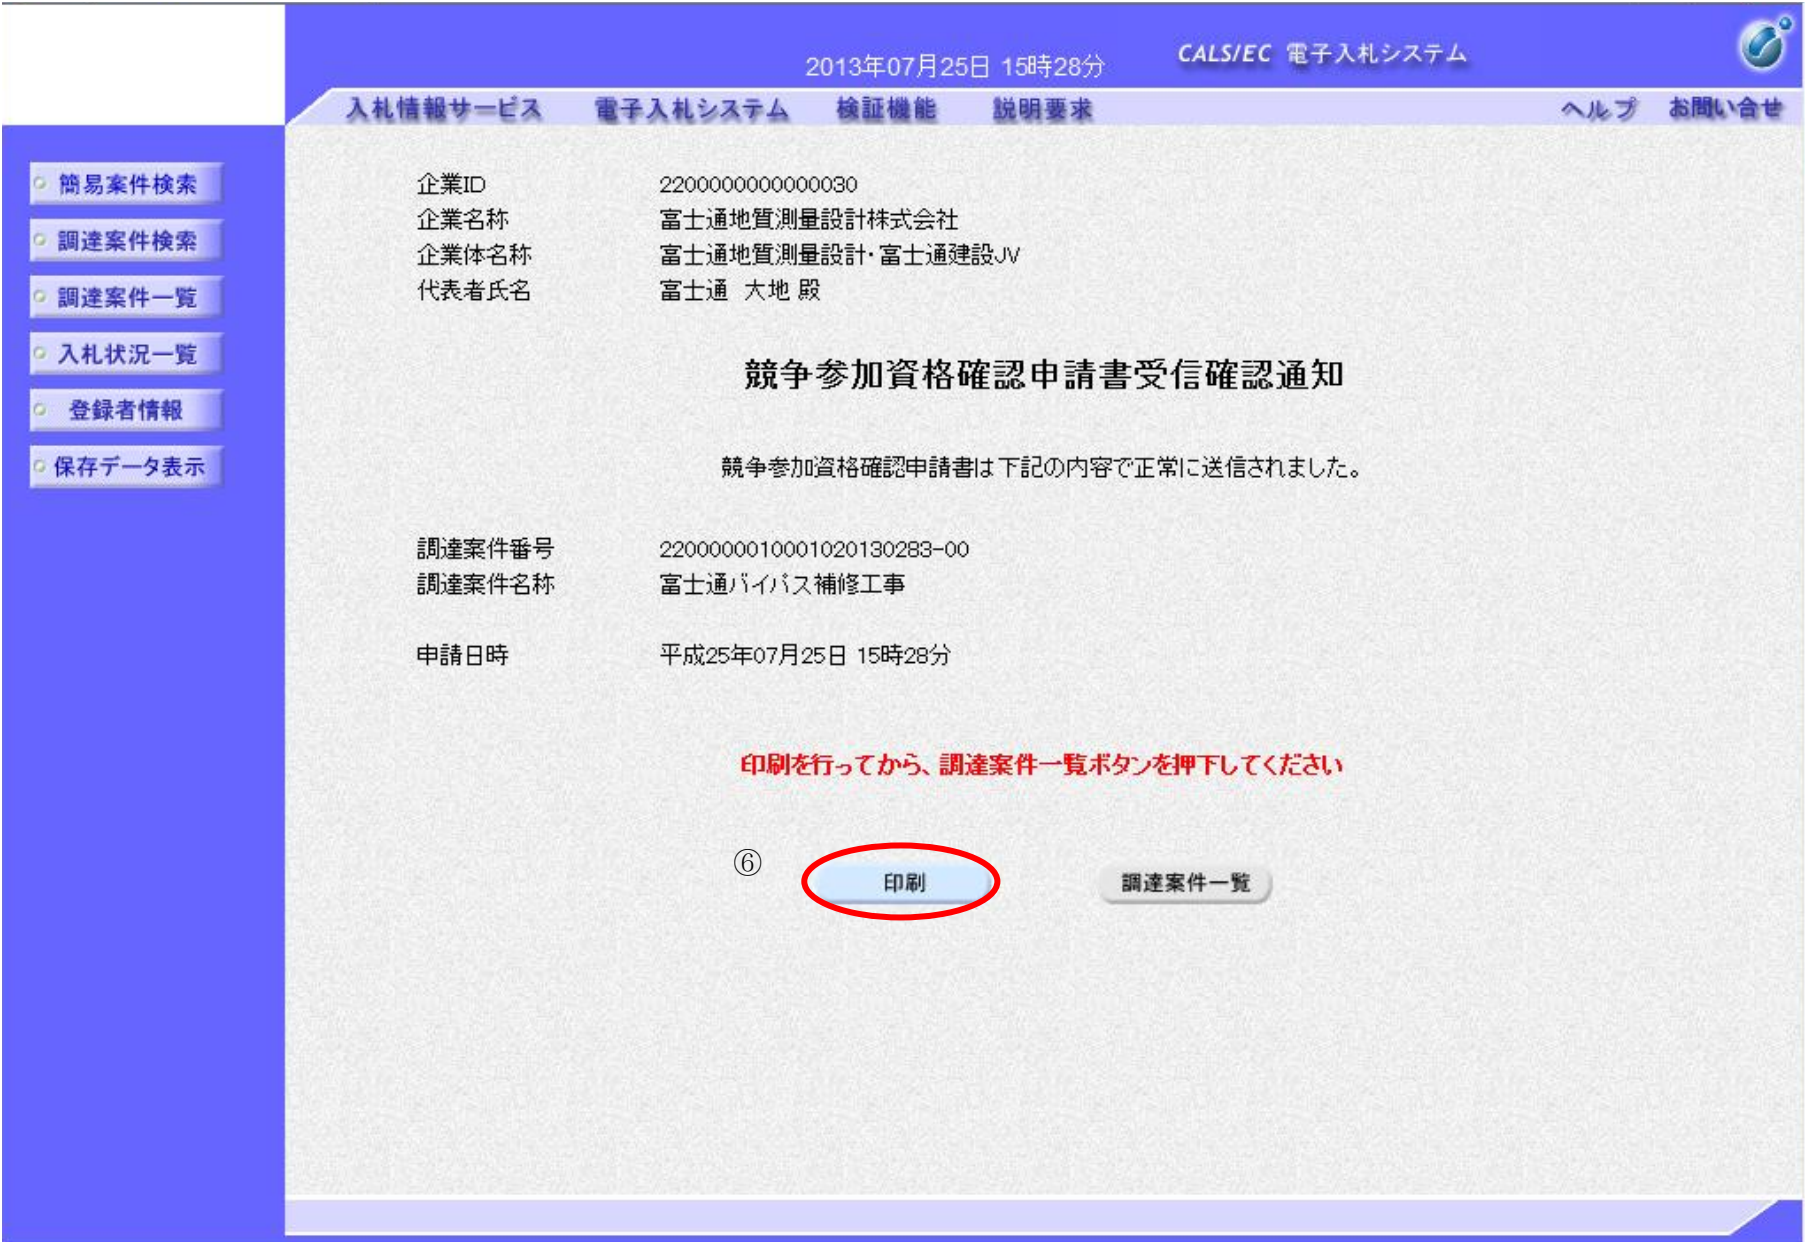 2013年07月25日 15時28分
CALS/EC 電子入札システム
入札情報サービス 電子入札システム 検証機能 説明要求 ヘルプ お問い合せ
簡易案件検索
調達案件検索
調達案件一覧
入札状況一覧
登録者情報
保存データ表示
企業ID 2200000000000030
企業名称 富士通地質測量設計株式会社
企業体名称 富士通地質測量設計・富士通建設JV
代表者氏名 富士通 大地 殿
競争参加資格確認申請書受信確認通知
競争参加資格確認申請書は下記の内容で正常に送信されました。
調達案件番号 2200000010001020130283-00
調達案件名称 富士通バイパス補修工事
申請日時 平成25年07月25日 15時28分
印刷を行ってから、調達案件一覧ボタンを押下してください
⑥ 印刷 調達案件一覧